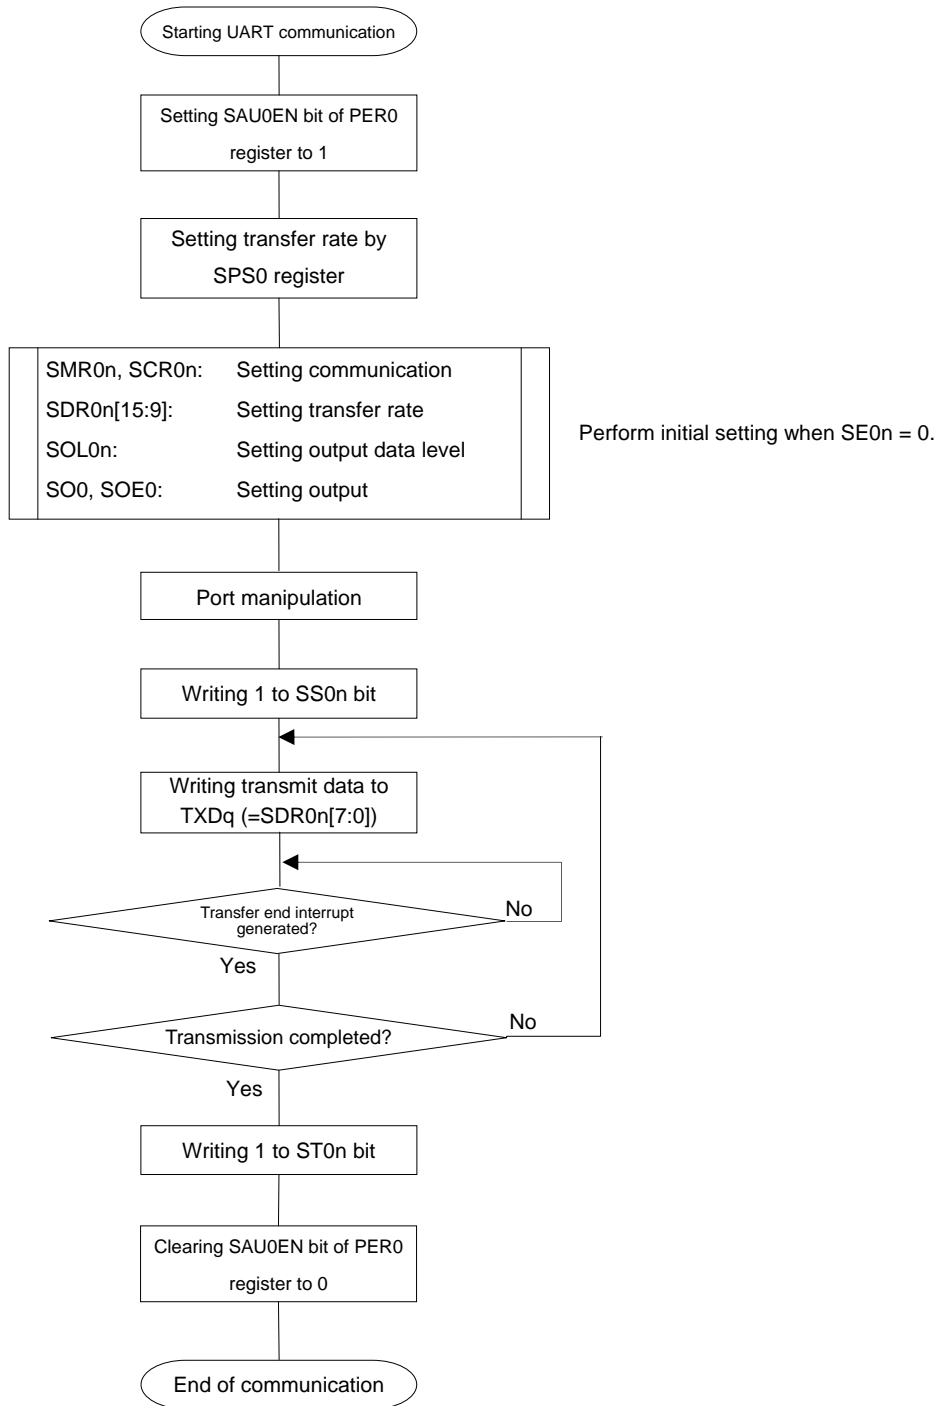 Starting UART communication
Setting SAU0EN bit of PER0
register to 1
Setting transfer rate by
SPS0 register
SMR0n, SCR0n: Setting communication
SDR0n[15:9]: Setting transfer rate
SOL0n: Setting output data level
SO0, SOE0: Setting output
Perform initial setting when SE0n = 0.
Port manipulation
Writing 1 to SS0n bit
Writing transmit data to
TXDq (=SDR0n[7:0])
Transfer end interrupt
generated?
No
Yes
Transmission completed?
No
Yes
Writing 1 to ST0n bit
Clearing SAU0EN bit of PER0
register to 0
End of communication